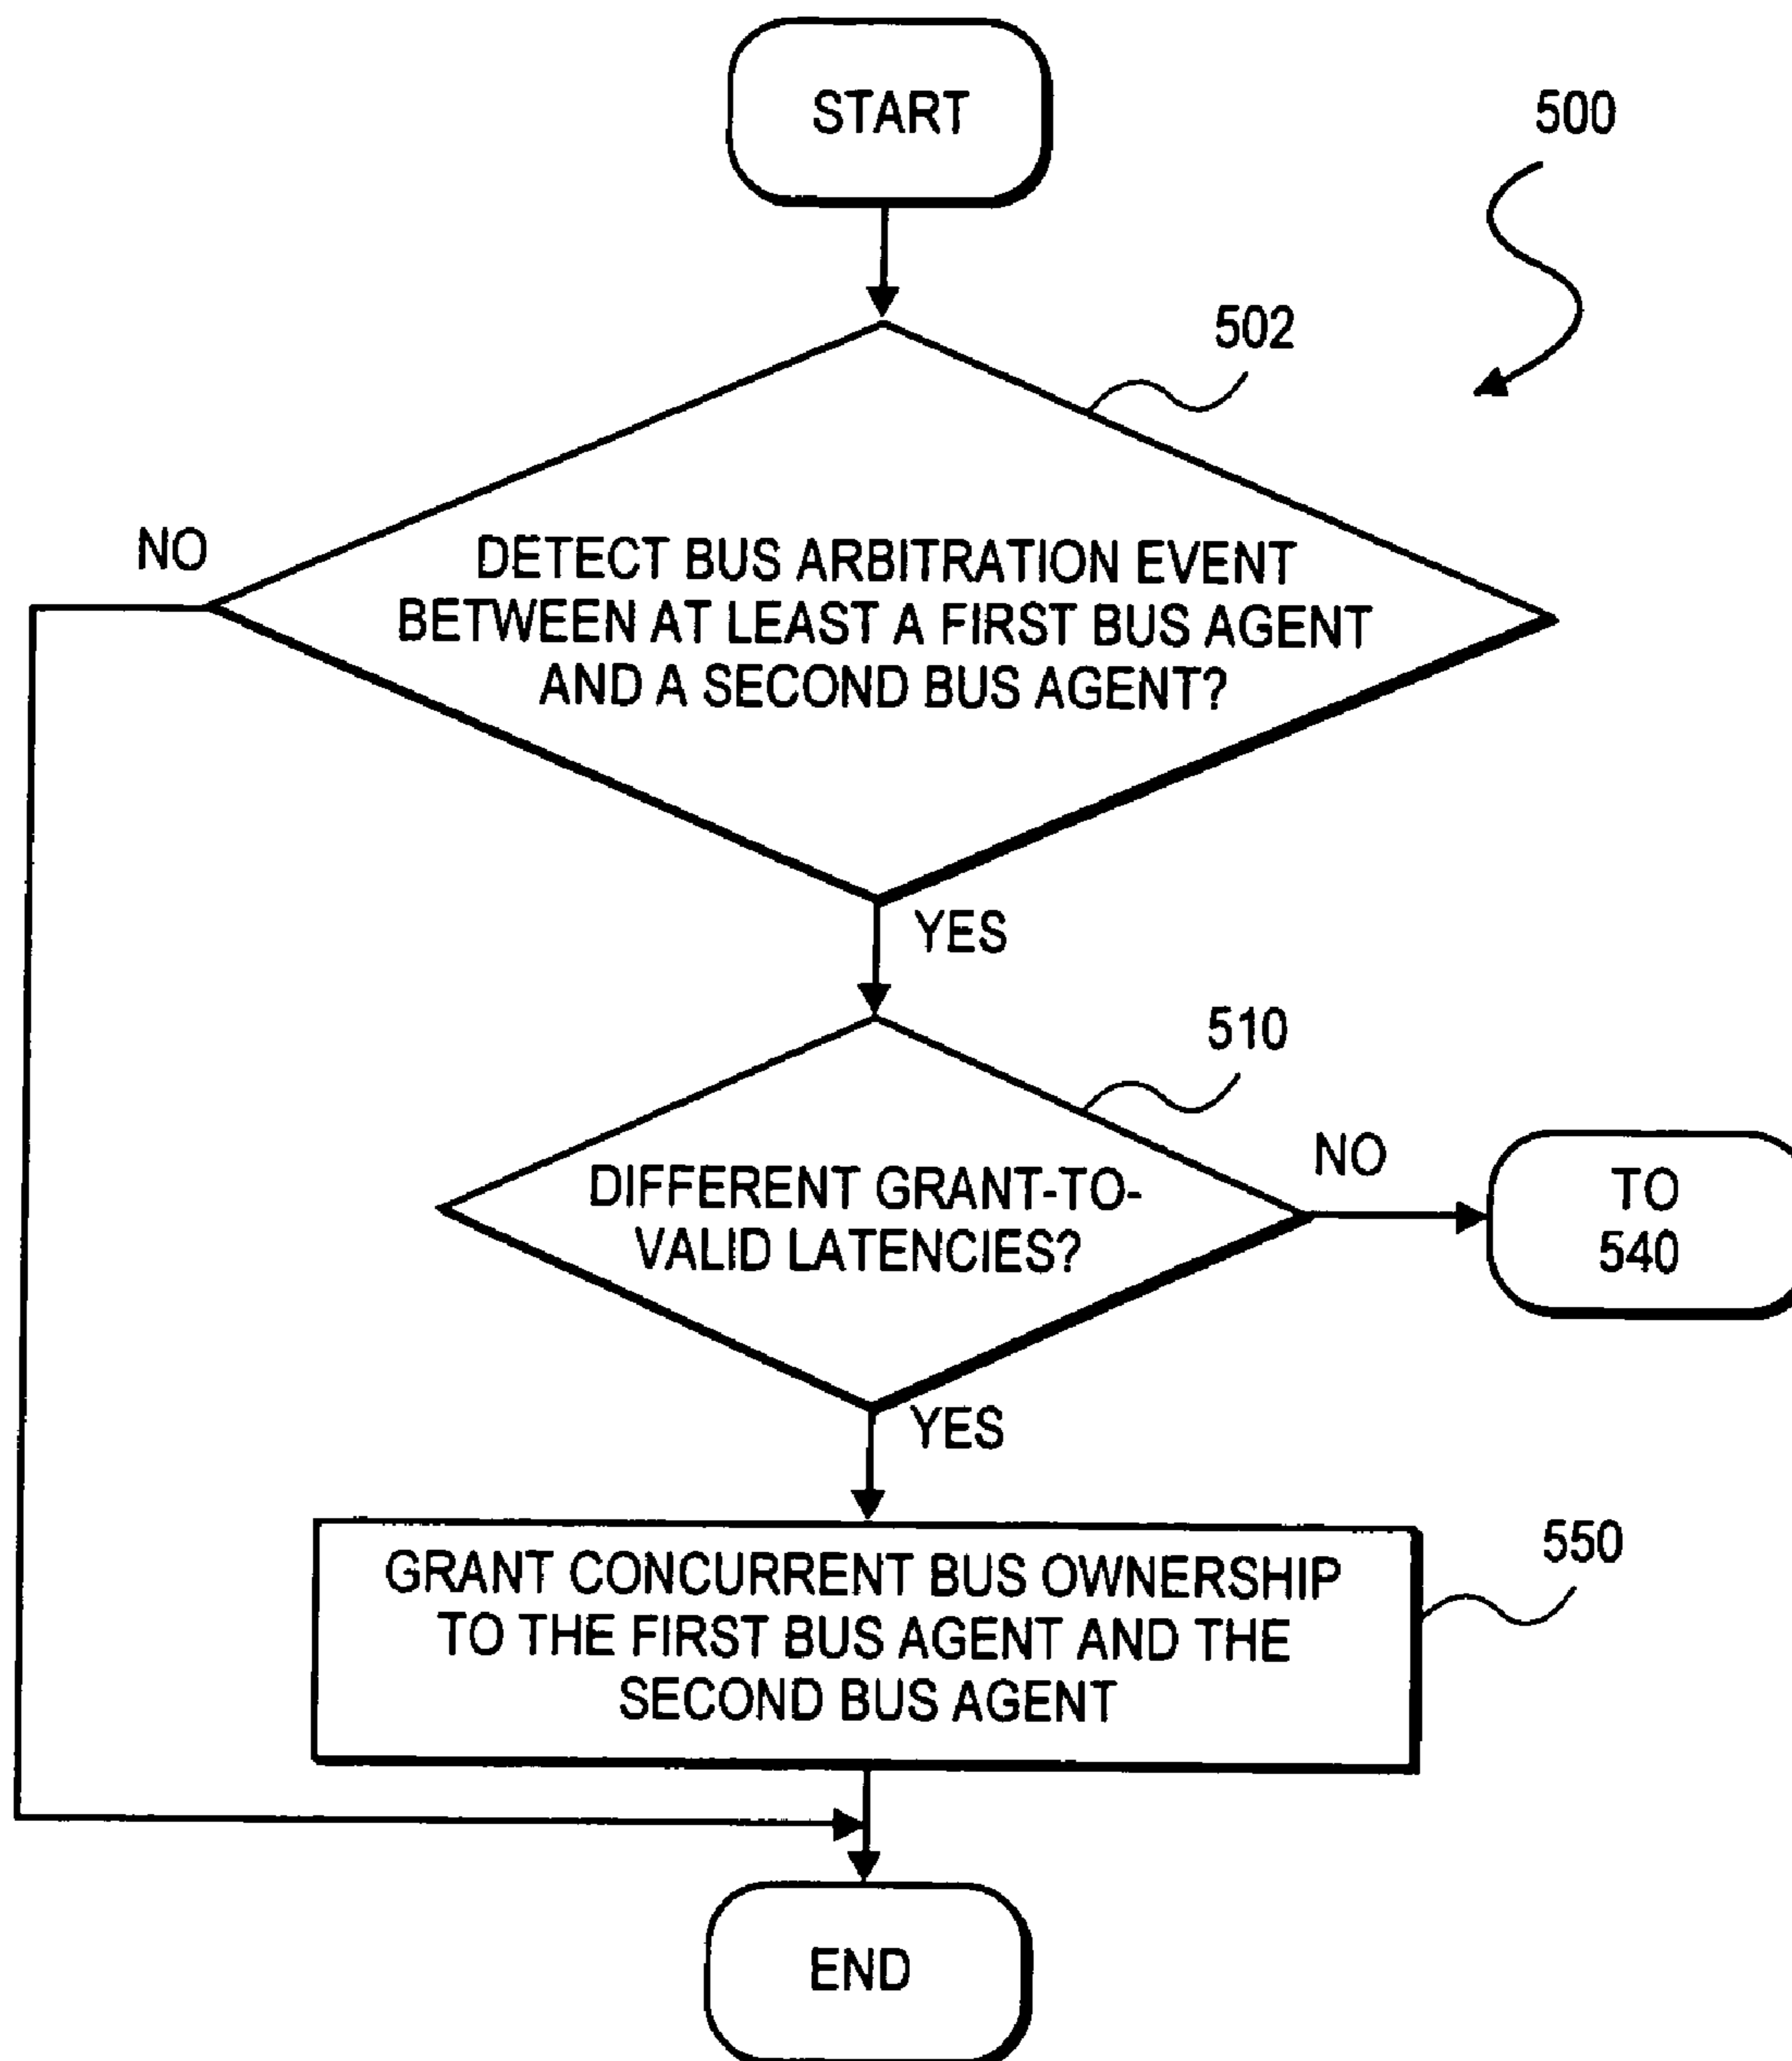 START
500
502
NO
DETECT BUS ARBITRATION EVENT
BETWEEN AT LEAST A FIRST BUS AGENT
AND A SECOND BUS AGENT?
YES
510
DIFFERENT GRANT-TO-
VALID LATENCIES?
NO
TO
540
YES
GRANT CONCURRENT BUS OWNERSHIP
TO THE FIRST BUS AGENT AND THE
SECOND BUS AGENT
550
END